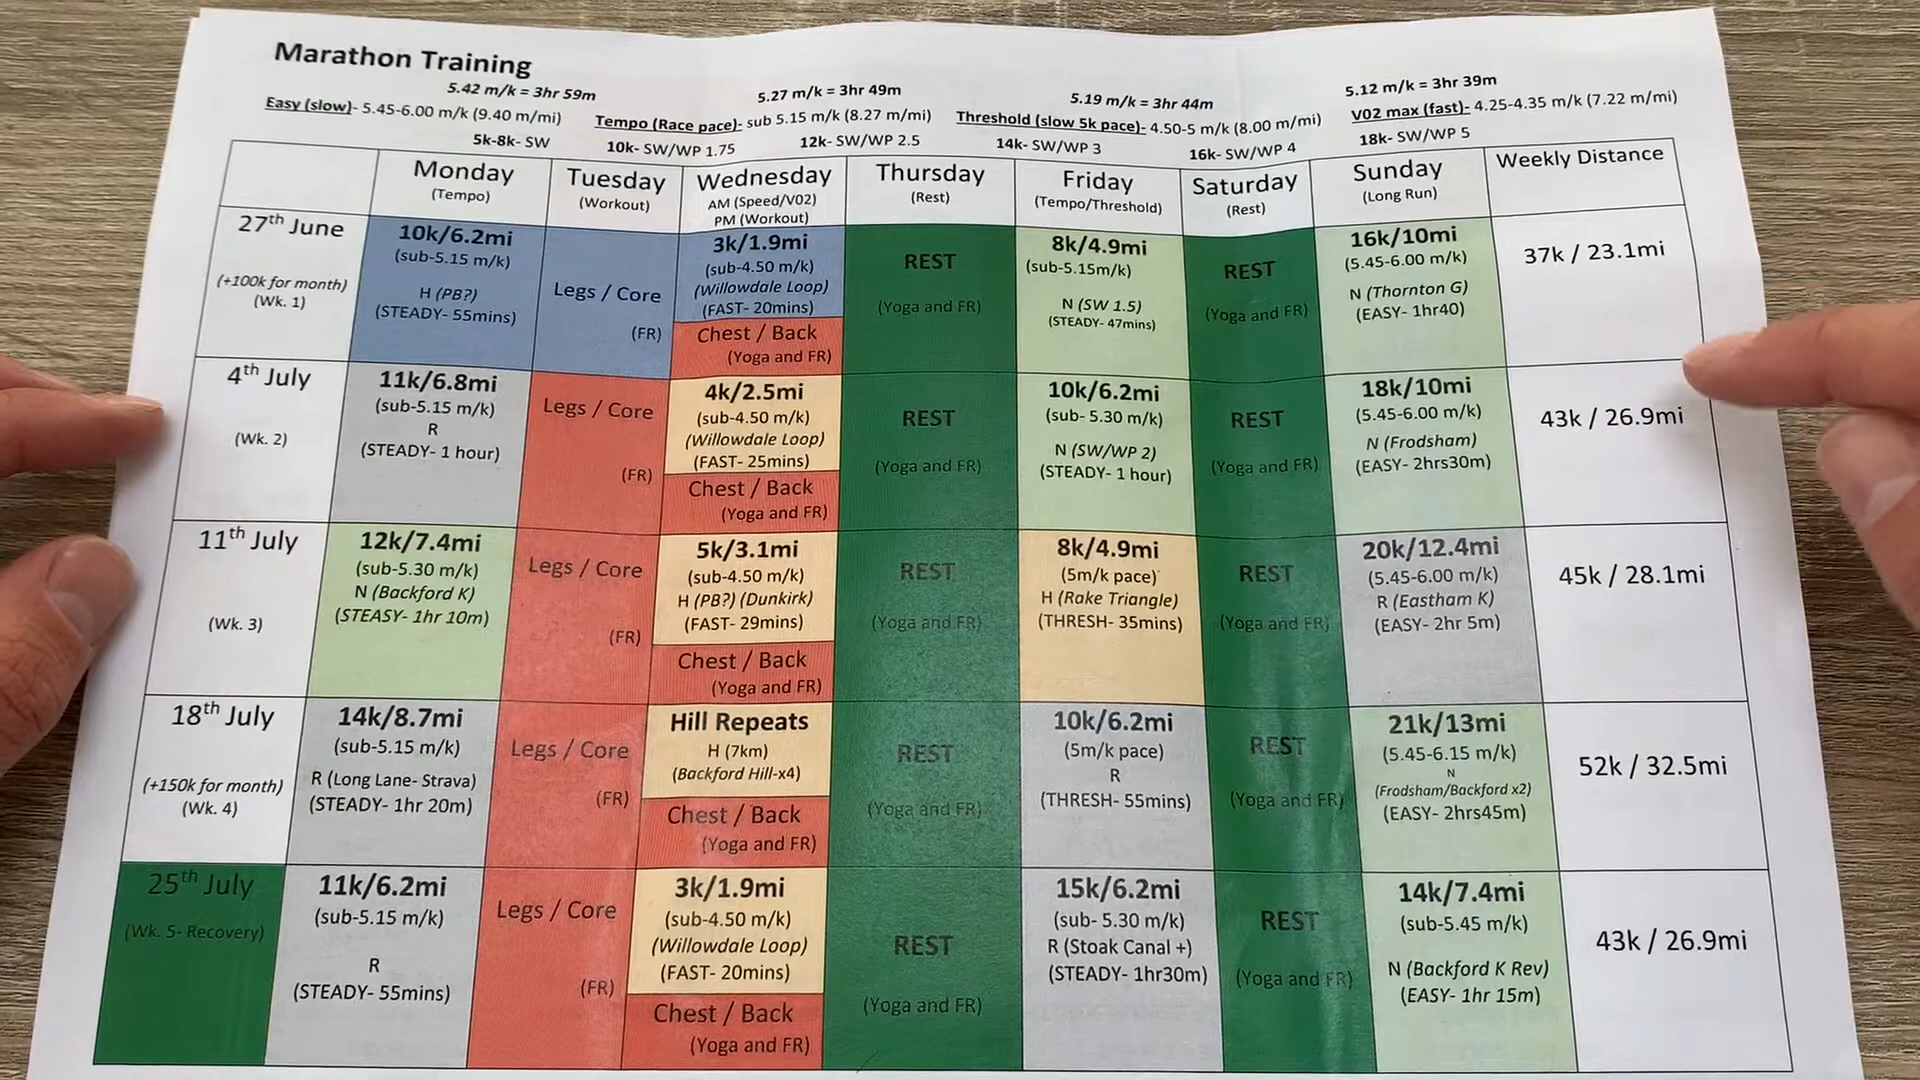 Marathon Training
5.42 m/k = 3hr 59m
5.27 m/k = 3hr 49m
5.19 m/k = 3hr 44m
5.12 m/k = 3hr 39m
Easy (slow)- 5.45-6.00 m/k (9.40 m/mi)
Tempo (Race pace)- sub 5.15 m/k (8.27 m/mi)
Threshold (slow 5k pace)- 4.50-5 m/k (8.00 m/mi)
V02 max (fast)- 4.25-4.35 m/k (7.22 m/mi)
5k-8k- SW
10k- SW/WP 1.75
12k- SW/WP 2.5
14k- SW/WP 3
16k- SW/WP 4
18k- SW/WP 5
Monday
(Tempo)
Tuesday
(Workout)
Wednesday
AM (Speed/V02)
PM (Workout)
Thursday
(Rest)
Friday
(Tempo/Threshold)
Saturday
(Rest)
Sunday
(Long Run)
Weekly Distance
27th June
(+100k for month)
(Wk. 1)
10k/6.2mi
(sub-5.15 m/k)
H (PB?)
(STEADY- 55mins)
Legs / Core
(FR)
3k/1.9mi
(sub-4.50 m/k)
(Willowdale Loop)
(FAST- 20mins)
Chest / Back
(Yoga and FR)
REST
(Yoga and FR)
8k/4.9mi
(sub-5.15m/k)
N (SW 1.5)
(STEADY- 47mins)
REST
(Yoga and FR)
16k/10mi
(5.45-6.00 m/k)
N (Thornton G)
(EASY- 1hr40)
37k / 23.1mi
4th July
(Wk. 2)
11k/6.8mi
(sub-5.15 m/k)
R
(STEADY- 1 hour)
Legs / Core
(FR)
4k/2.5mi
(sub-4.50 m/k)
(Willowdale Loop)
(FAST- 25mins)
Chest / Back
(Yoga and FR)
REST
(Yoga and FR)
10k/6.2mi
(sub- 5.30 m/k)
N (SW/WP 2)
(STEADY- 1 hour)
REST
(Yoga and FR)
18k/10mi
(5.45-6.00 m/k)
N (Frodsham)
(EASY- 2hrs30m)
43k / 26.9mi
11th July
(Wk. 3)
12k/7.4mi
(sub-5.30 m/k)
N (Backford K)
(STEASY- 1hr 10m)
Legs / Core
(FR)
5k/3.1mi
(sub-4.50 m/k)
H (PB?) (Dunkirk)
(FAST- 29mins)
Chest / Back
(Yoga and FR)
REST
(Yoga and FR)
8k/4.9mi
(5m/k pace)
H (Rake Triangle)
(THRESH- 35mins)
REST
(Yoga and FR)
20k/12.4mi
(5.45-6.00 m/k)
R (Eastham K)
(EASY- 2hr 5m)
45k / 28.1mi
18th July
(+150k for month)
(Wk. 4)
14k/8.7mi
(sub-5.15 m/k)
R (Long Lane- Strava)
(STEADY- 1hr 20m)
Legs / Core
(FR)
Hill Repeats
H (7km)
(Backford Hill-x4)
Chest / Back
(Yoga and FR)
REST
(Yoga and FR)
10k/6.2mi
(5m/k pace)
R
(THRESH- 55mins)
REST
(Yoga and FR)
21k/13mi
(5.45-6.15 m/k)
N
(Frodsham/Backford x2)
(EASY- 2hrs45m)
52k / 32.5mi
25th July
(Wk. 5- Recovery)
11k/6.2mi
(sub-5.15 m/k)
R
(STEADY- 55mins)
Legs / Core
(FR)
3k/1.9mi
(sub-4.50 m/k)
(Willowdale Loop)
(FAST- 20mins)
Chest / Back
(Yoga and FR)
REST
(Yoga and FR)
15k/6.2mi
(sub- 5.30 m/k)
R (Stoak Canal +)
(STEADY- 1hr30m)
REST
(Yoga and FR)
14k/7.4mi
(sub-5.45 m/k)
N (Backford K Rev)
(EASY- 1hr 15m)
43k / 26.9mi